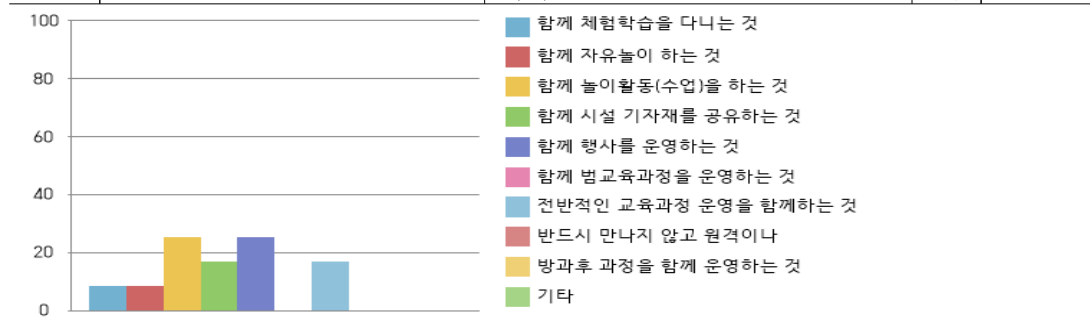 100
80
60
40
20
0
함께 체험학습을 다니는 것
함께 자유놀이 하는 것
함께 놀이활동(수업)을 하는 것
함께 시설 기자재를 공유하는 것
함께 행사를 운영하는 것
함께 범교육과정을 운영하는 것
전반적인 교육과정 운영을 함께하는 것
반드시 만나지 않고 원격이나
방과후 과정을 함께 운영하는 것
기타